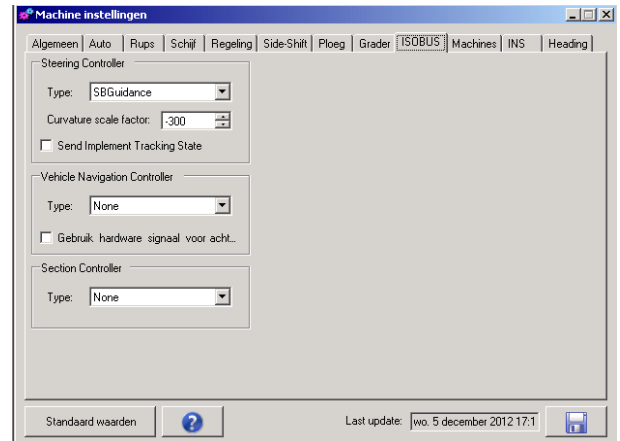 Machine instellingen
Algemeen Auto Rups Schijf Regeling Side-Shift Ploeg Grader ISOBUS Machines INS Heading
Steering Controller
Type: SBGuidance
Curvature scale factor: -300
Send Implement Tracking State
Vehicle Navigation Controller
Type: None
Gebruik hardware signaal voor acht...
Section Controller
Type: None
Standaard waarden ? Last update: wo. 5 december 2012 17:1